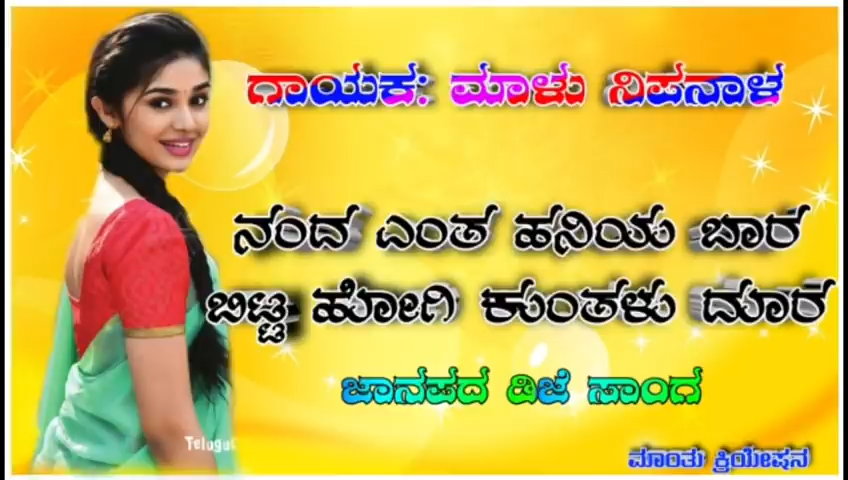 ಗಾಯಕ: ಮಾಳು ನಿಪನಾಳ
ನಂದ ಎಂತ ಹನಿಯ ಬಾರ
ಬಿಟ್ಟ ಹೋಗಿ ಕುಂತಳು ದೂರ
ಜಾನಪದ ಡಿಜೆ ಸಾಂಗ
Telugu
ಮಾಂತು ಕ್ರಿಯೇಷನ